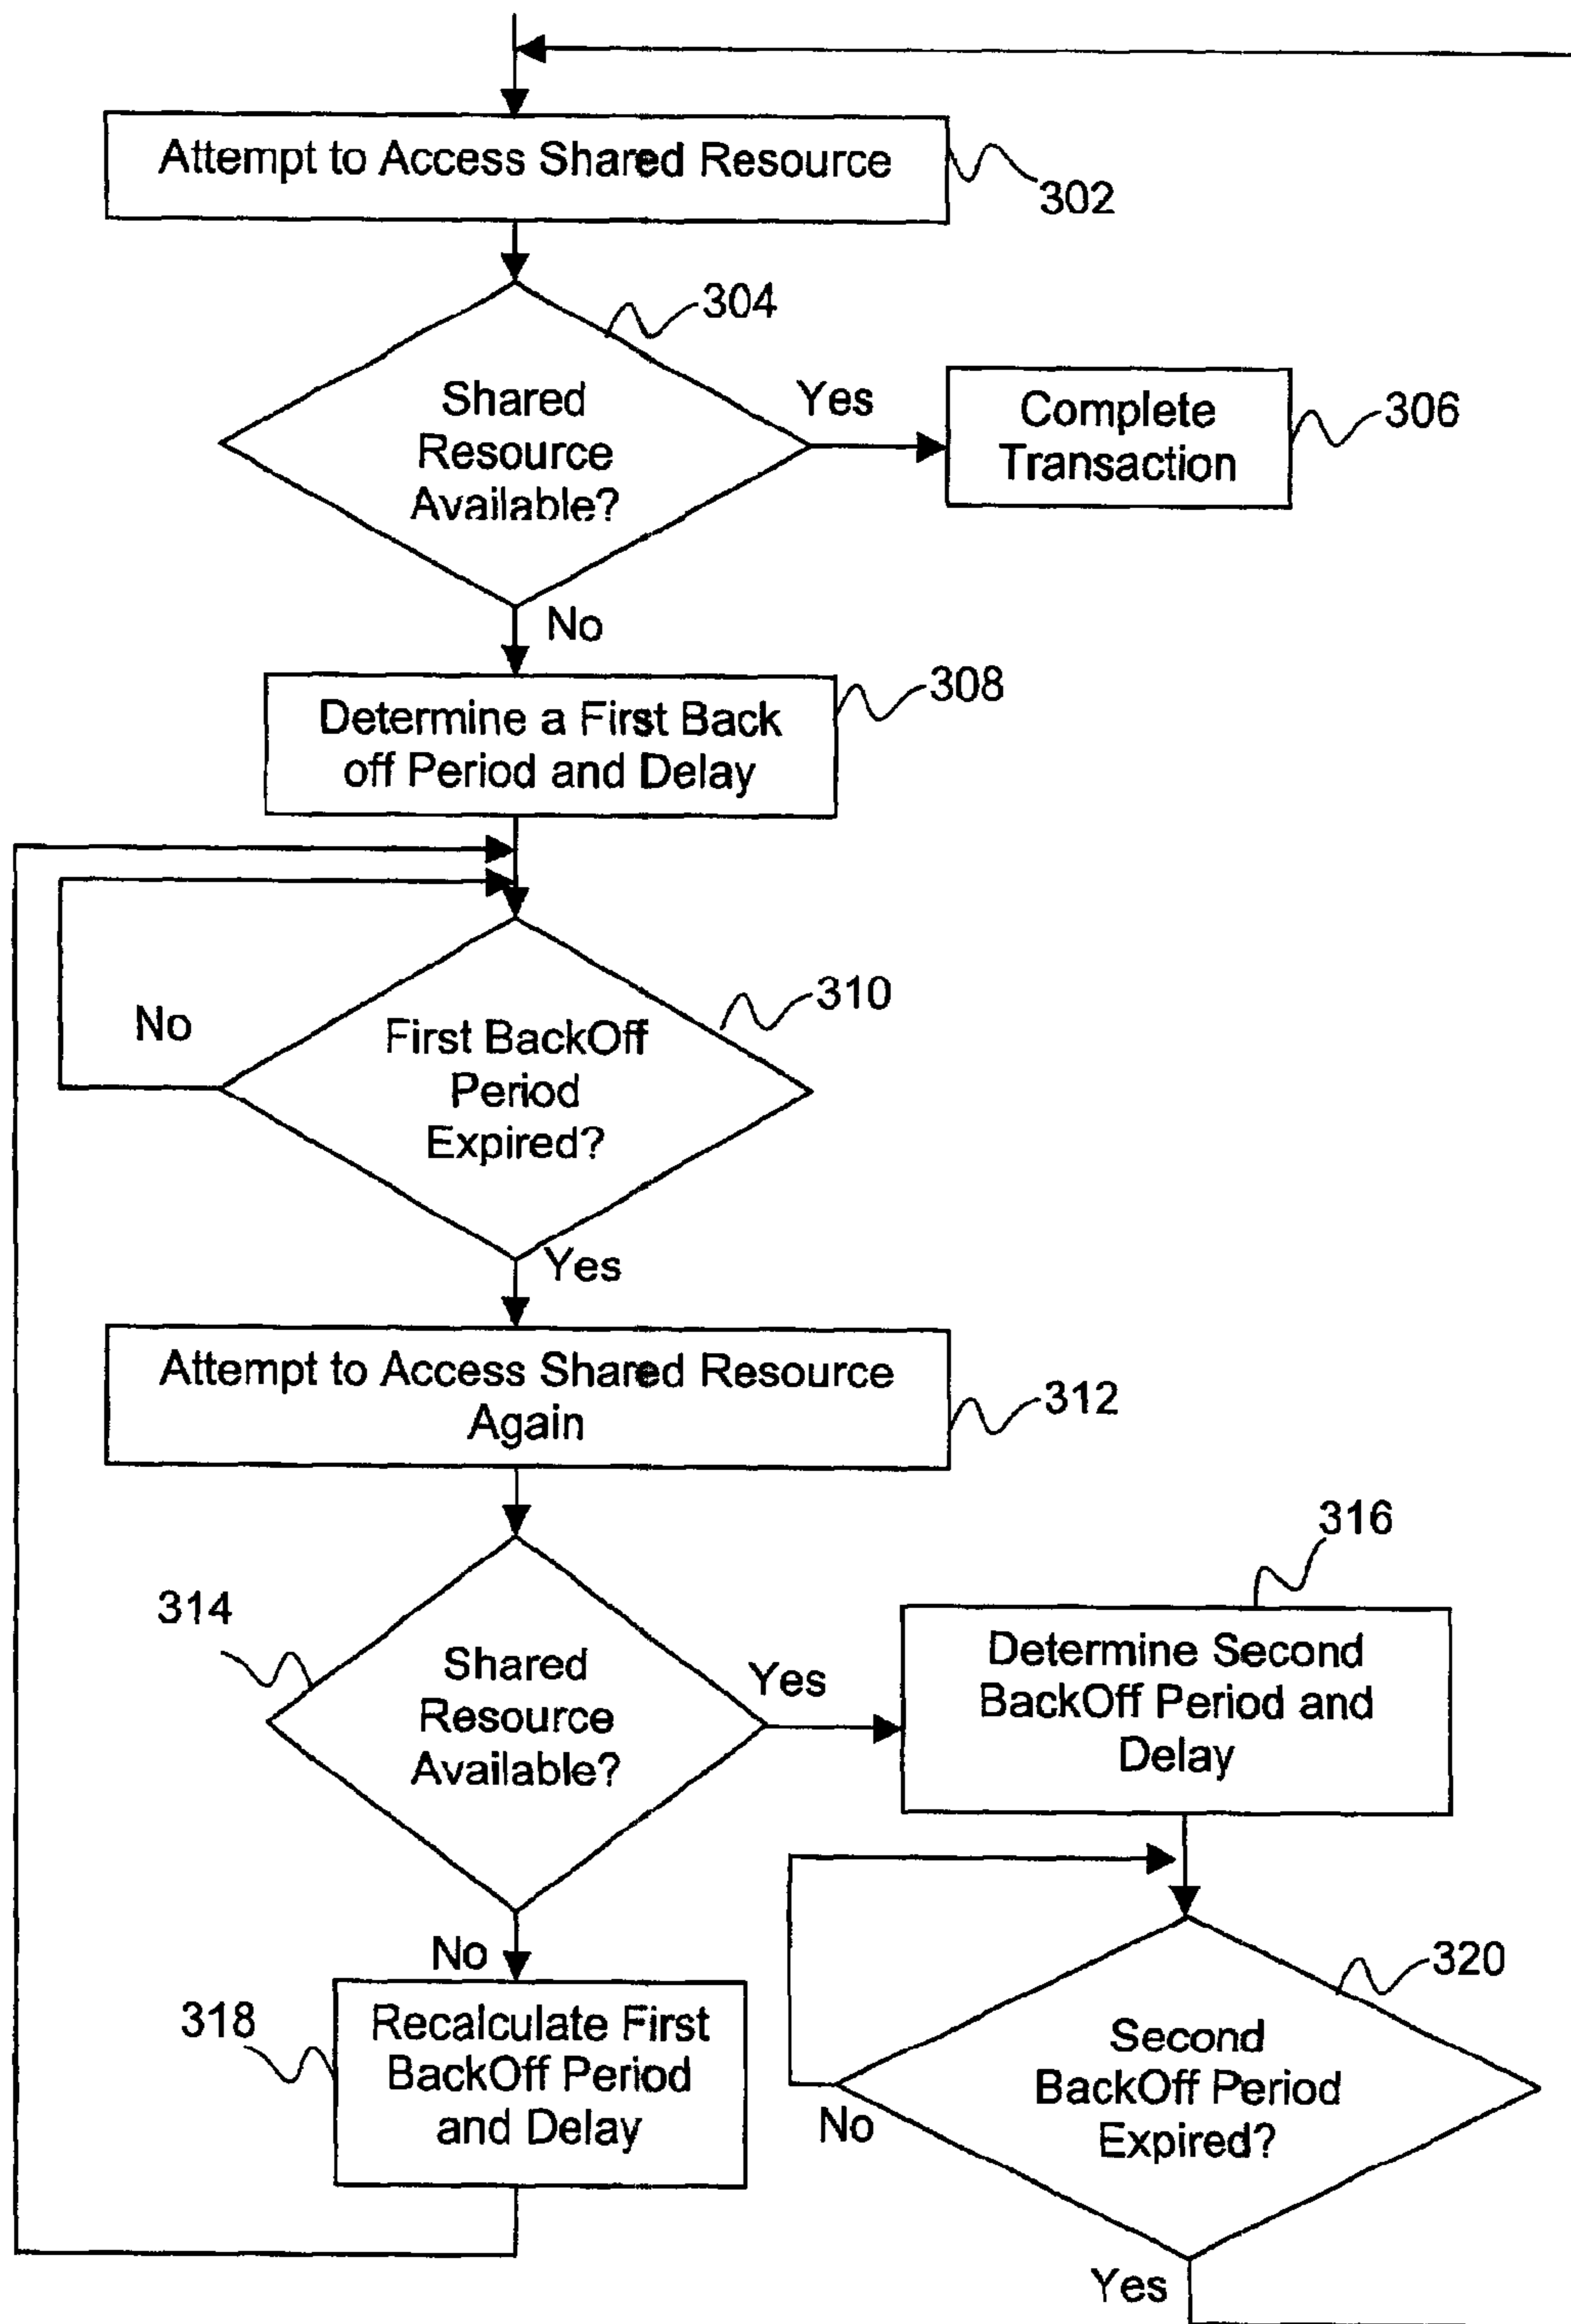 Attempt to Access Shared Resource
302
304
Shared
Resource
Available?
Yes
Complete
Transaction
306
No
Determine a First Back
off Period and Delay
308
310
No
First BackOff
Period
Expired?
Yes
Attempt to Access Shared Resource
Again
312
314
Shared
Resource
Available?
Yes
316
Determine Second
BackOff Period and
Delay
No
318
Recalculate First
BackOff Period
and Delay
320
Second
BackOff Period
Expired?
No
Yes